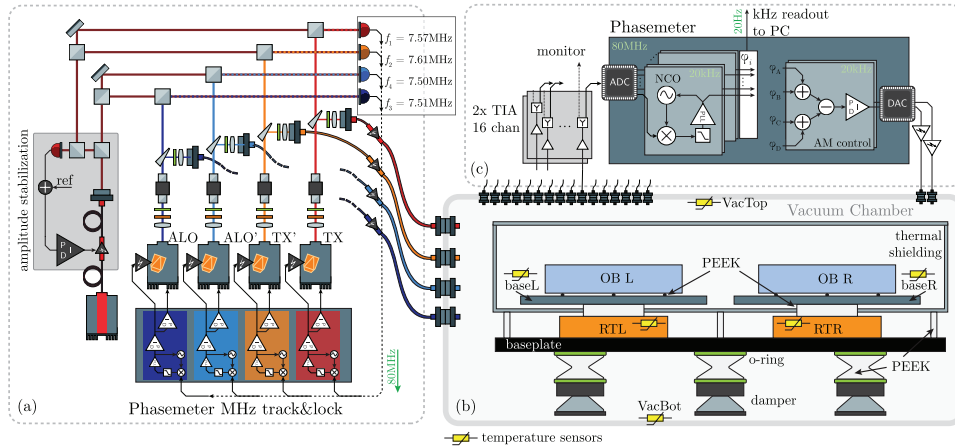 f₁ = 7.57MHz
f₂ = 7.61MHz
f₄ = 7.50MHz
f₃ = 7.51MHz
amplitude stabilization
ref
P
I
D
ALO
ALO'
TX'
TX
80MHz
Phasemeter MHz track&lock
(a)
monitor
2x TIA
16 chan
(c)
Phasemeter
80MHz
ADC
NCO
20kHz
PLL
φᵢ
20Hz
kHz readout
to PC
φA
φB
φC
φD
20kHz
P
I
D
AM control
DAC
VacTop
Vacuum Chamber
thermal
shielding
PEEK
OB L
OB R
baseL
baseR
RTL
RTR
baseplate
o-ring
PEEK
damper
(b)
VacBot
temperature sensors